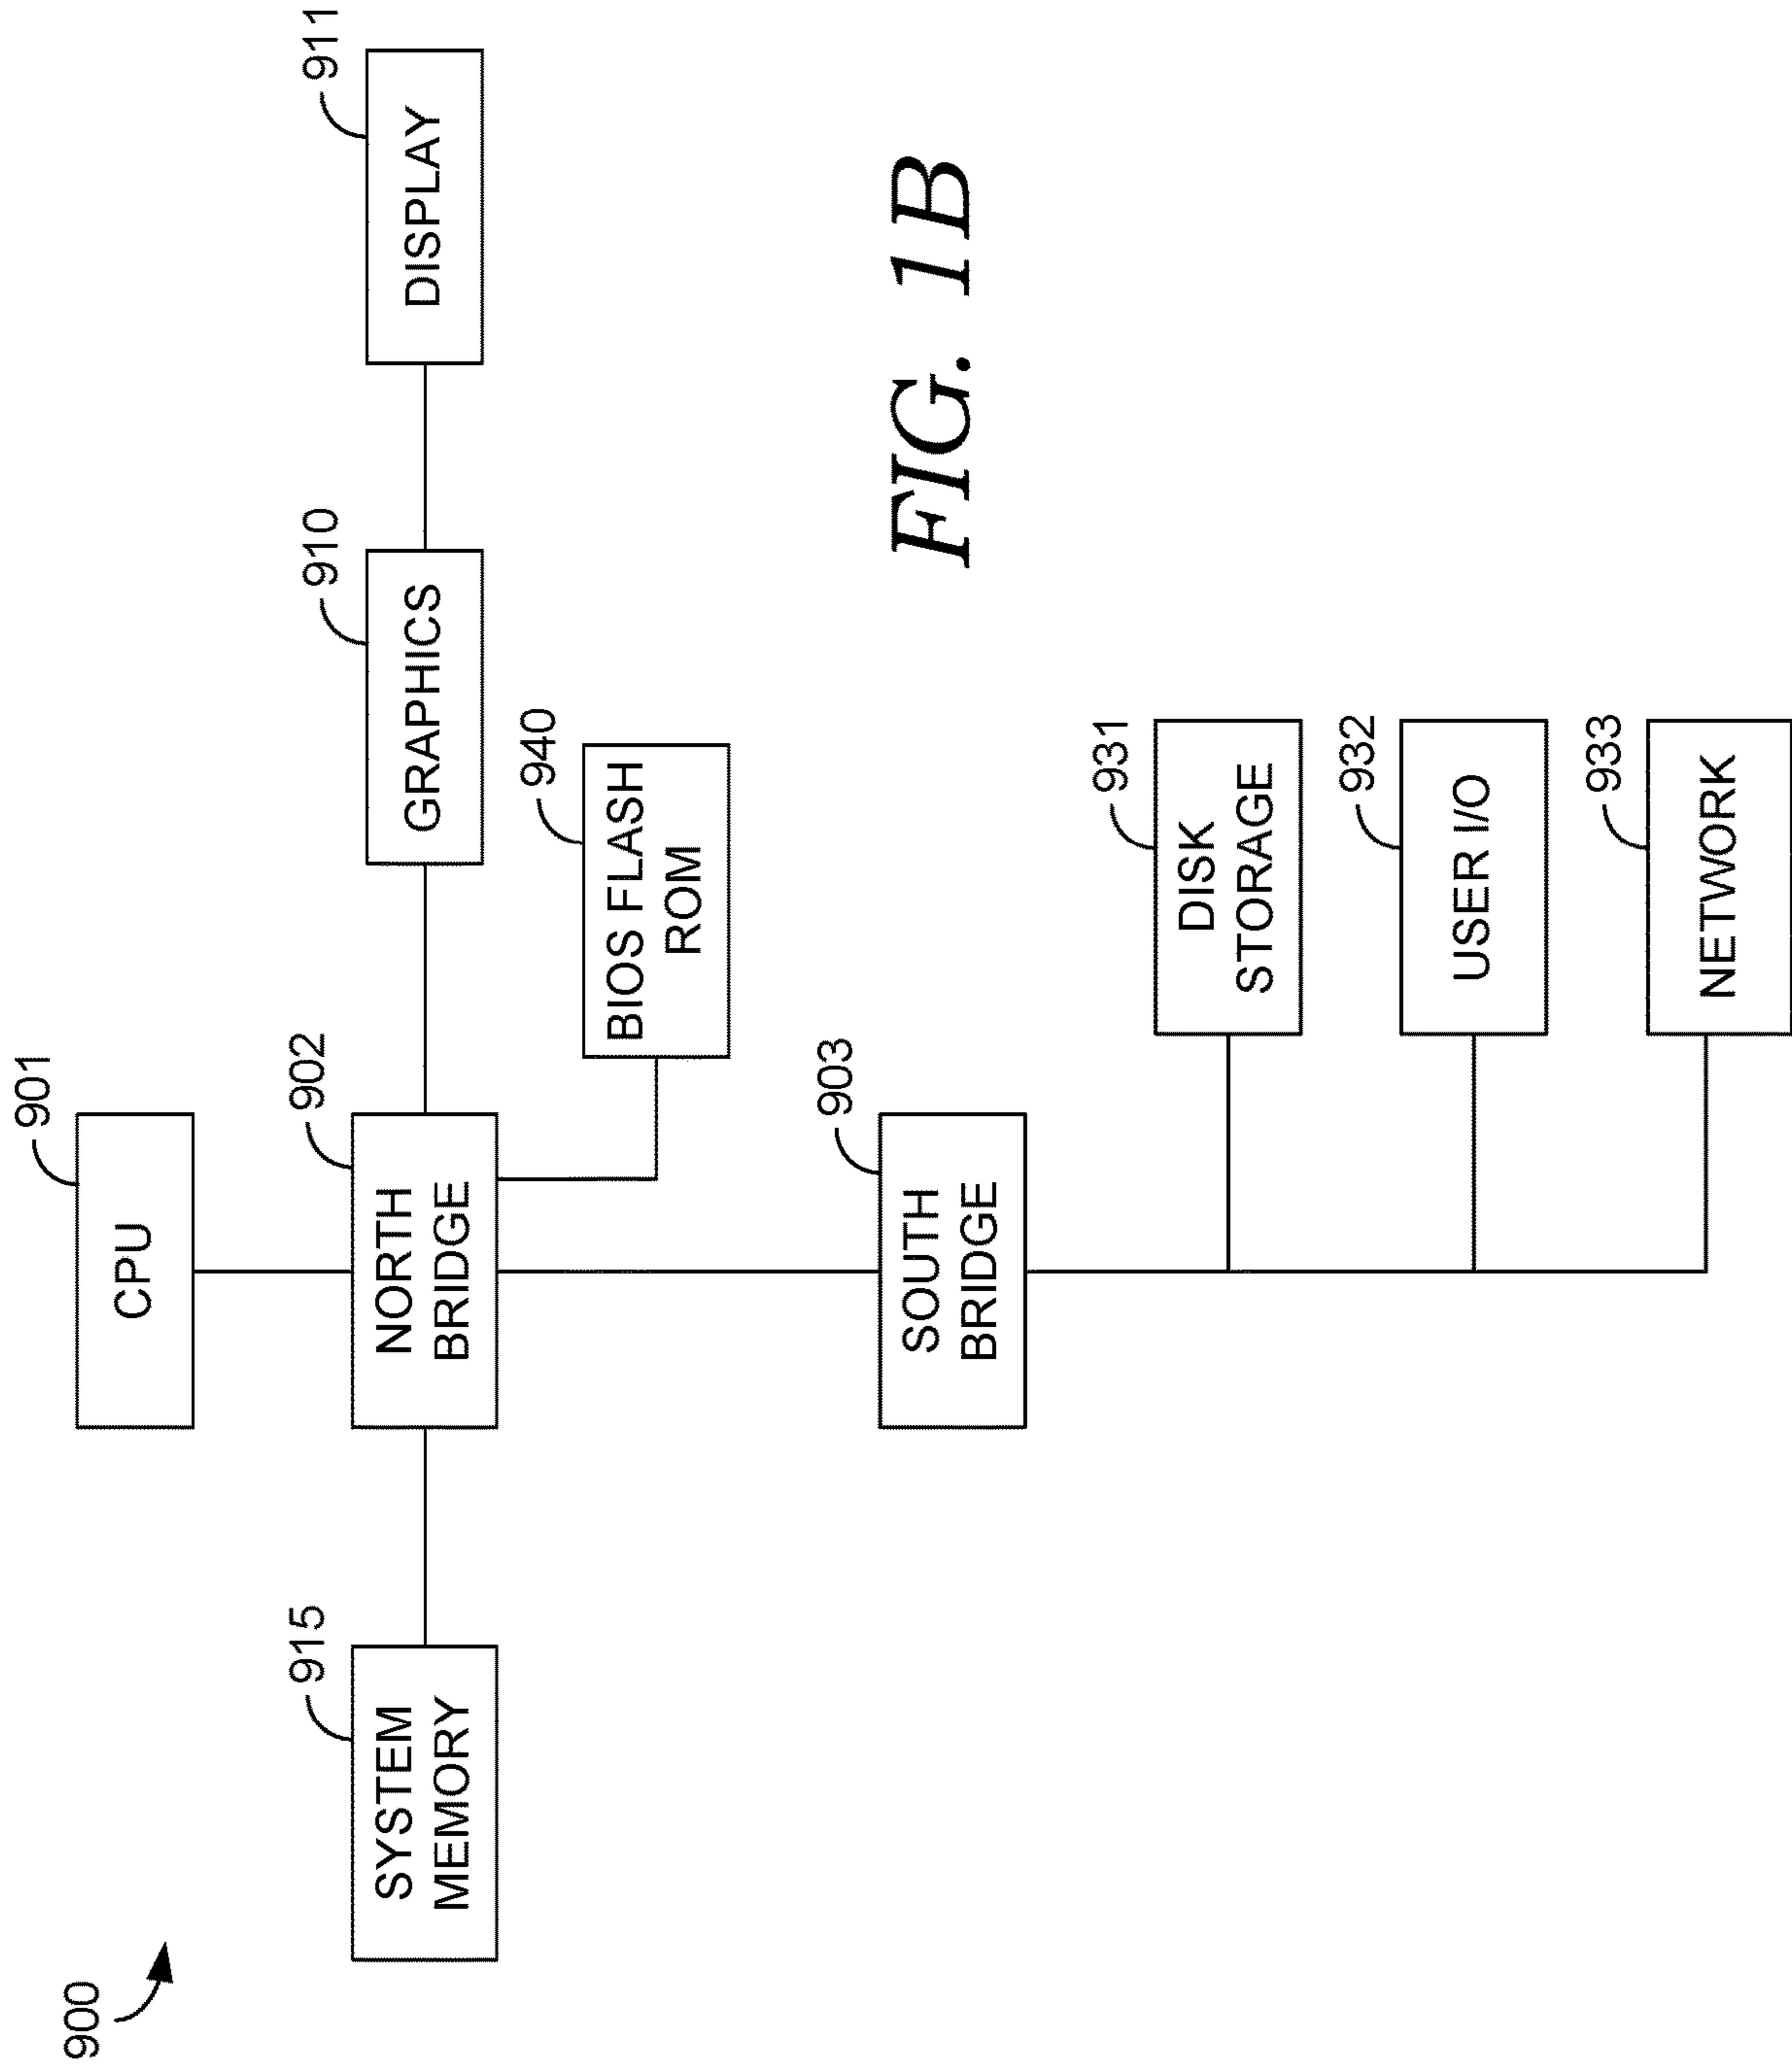 900
901
CPU
915
SYSTEM
MEMORY
902
NORTH
BRIDGE
910
GRAPHICS
911
DISPLAY
940
BIOS FLASH
ROM
903
SOUTH
BRIDGE
931
DISK
STORAGE
932
USER I/O
933
NETWORK
FIG. 1B